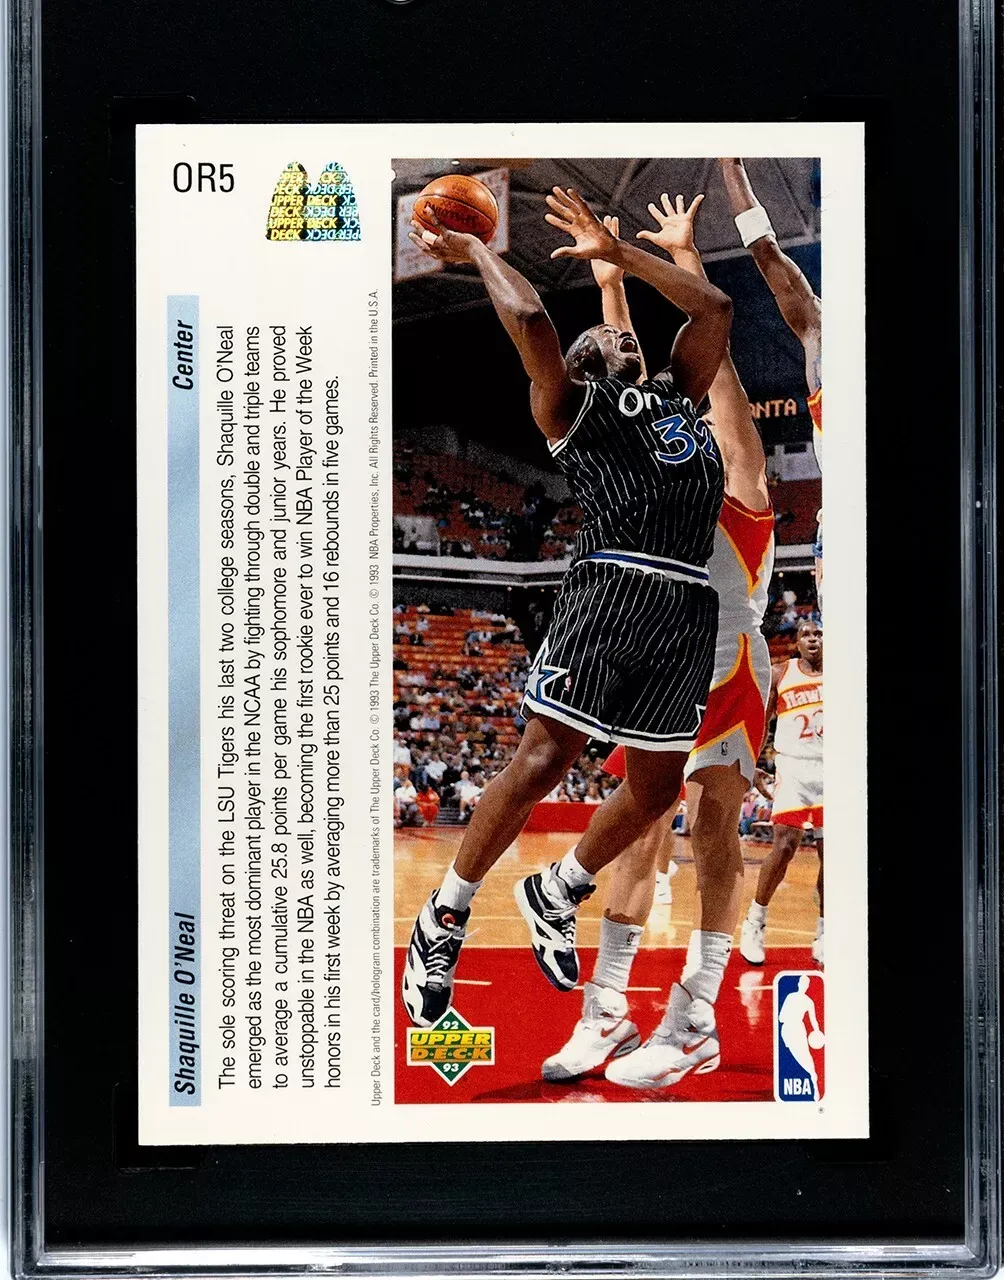 OR5
UPPER DECK
UPPER DECK
UPPER DECK
Shaquille O'Neal Center
The sole scoring threat on the LSU Tigers his last two college seasons, Shaquille O'Neal
emerged as the most dominant player in the NCAA by fighting through double and triple teams
to average a cumulative 25.8 points per game his sophomore and junior years. He proved
unstoppable in the NBA as well, becoming the first rookie ever to win NBA Player of the Week
honors in his first week by averaging more than 25 points and 16 rebounds in five games.
Upper Deck and the card/hologram combination are trademarks of The Upper Deck Co. © 1993 The Upper Deck Co. © 1993 NBA Properties, Inc. All Rights Reserved. Printed in the U.S.A.
On
32
ANTA
Hawk
22
92
UPPER
D·E·C·K
93
NBA